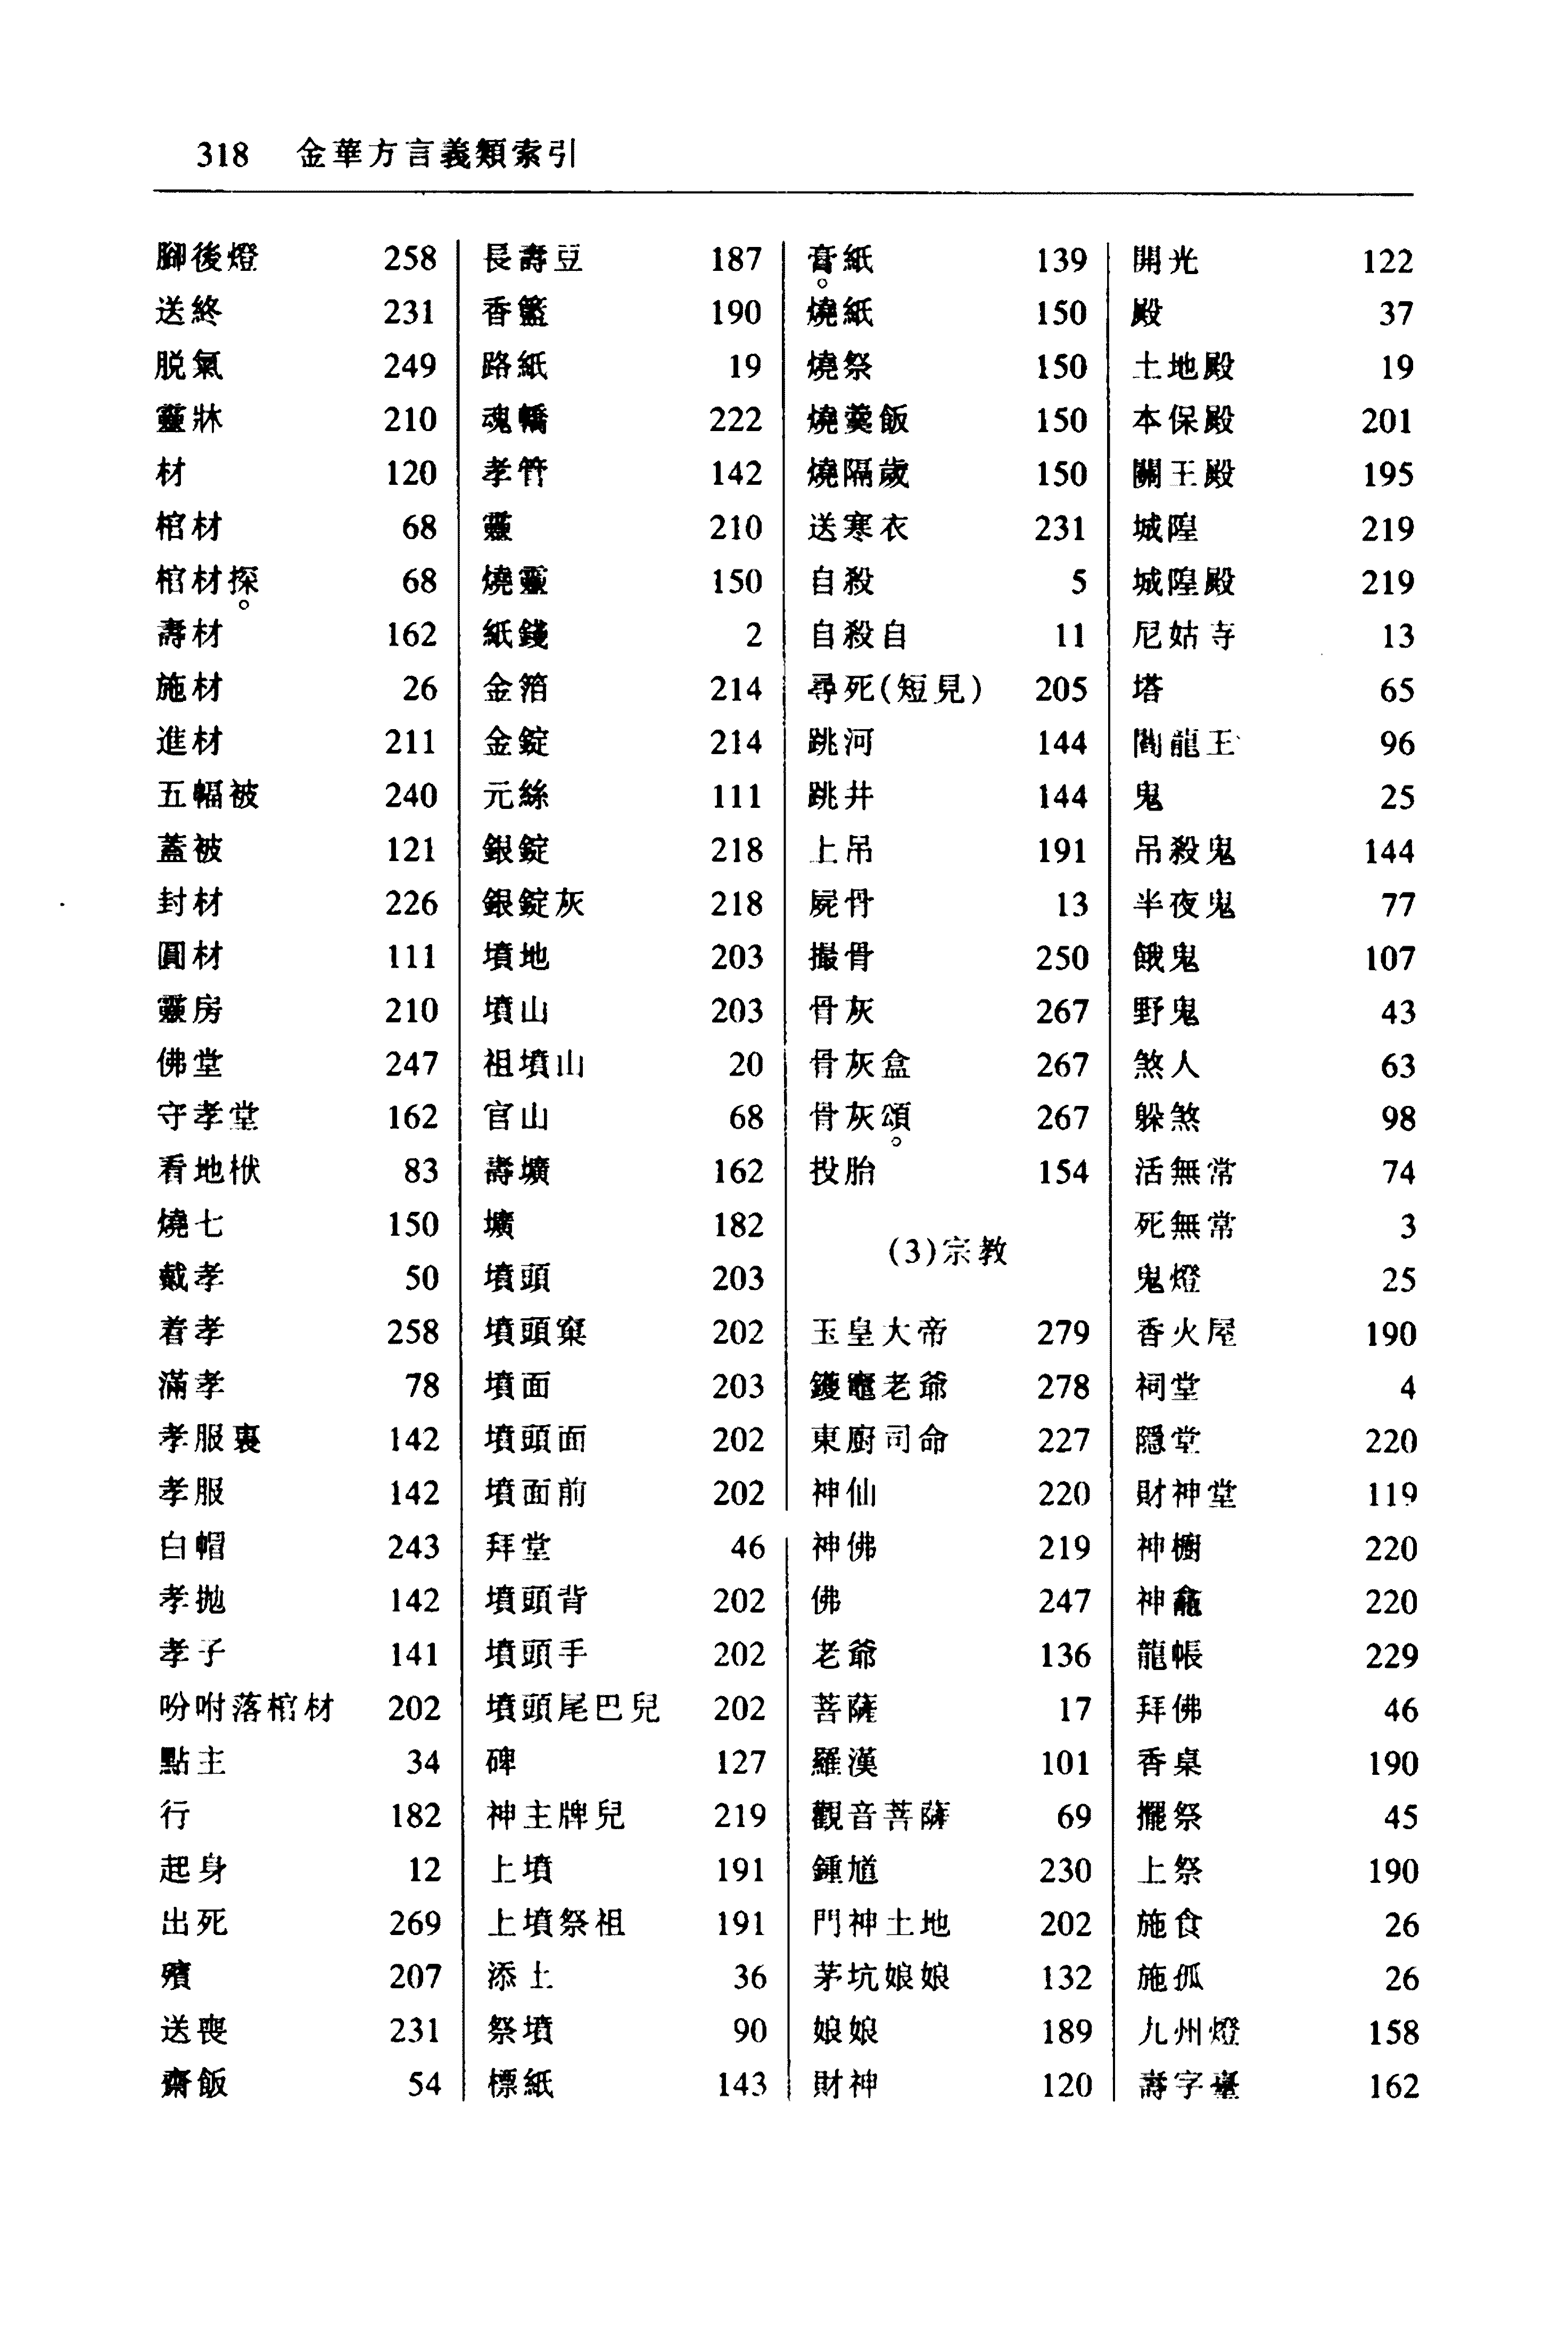 318 金華方言義類索引
腳後燈 258
送終 231
脱氣 249
靈牀 210
材 120
棺材 68
棺材探 68
壽材 162
施材 26
進材 211
五幅被 240
蓋被 121
封材 226
圓材 111
靈房 210
佛堂 247
守孝堂 162
看地栿 83
燒七 150
戴孝 50
着孝 258
滿孝 78
孝服裏 142
孝服 142
白帽 243
孝抛 142
孝子 141
吩咐落棺材 202
點主 34
行 182
起身 12
出死 269
殯 207
送喪 231
齋飯 54
長壽豆 187
香籃 190
路紙 19
魂轎 222
孝竹 142
靈 210
燒靈 150
紙錢 2
金箔 214
金錠 214
元絲 111
銀錠 218
銀錠灰 218
墳地 203
墳山 203
祖墳山 20
官山 68
壽壙 162
壙 182
墳頭 203
墳頭窠 202
墳面 203
墳頭面 202
墳面前 202
拜堂 46
墳頭背 202
墳頭手 202
墳頭尾巴兒 202
碑 127
神主牌兒 219
上墳 191
上墳祭祖 191
添土 36
祭墳 90
標紙 143
膏紙 139
燒紙 150
燒祭 150
燒羹飯 150
燒隔歲 150
送寒衣 231
自殺 5
自殺自 11
尋死(短見) 205
跳河 144
跳井 144
上吊 191
屍骨 13
撮骨 250
骨灰 267
骨灰盒 267
骨灰頌 267
投胎 154
(3)宗教
玉皇大帝 279
鑊竈老爺 278
東廚司命 227
神仙 220
神佛 219
佛 247
老爺 136
菩薩 17
羅漢 101
觀音菩薩 69
鍾馗 230
門神土地 202
茅坑娘娘 132
娘娘 189
財神 120
開光 122
殿 37
土地殿 19
本保殿 201
關王殿 195
城隍 219
城隍殿 219
尼姑寺 13
塔 65
閻龍王 96
鬼 25
吊殺鬼 144
半夜鬼 77
餓鬼 107
野鬼 43
煞人 63
躲煞 98
活無常 74
死無常 3
鬼燈 25
香火屋 190
祠堂 4
隱堂 220
財神堂 119
神櫥 220
神龕 220
龍帳 229
拜佛 46
香桌 190
擺祭 45
上祭 190
施食 26
施孤 26
九州燈 158
壽字臺 162